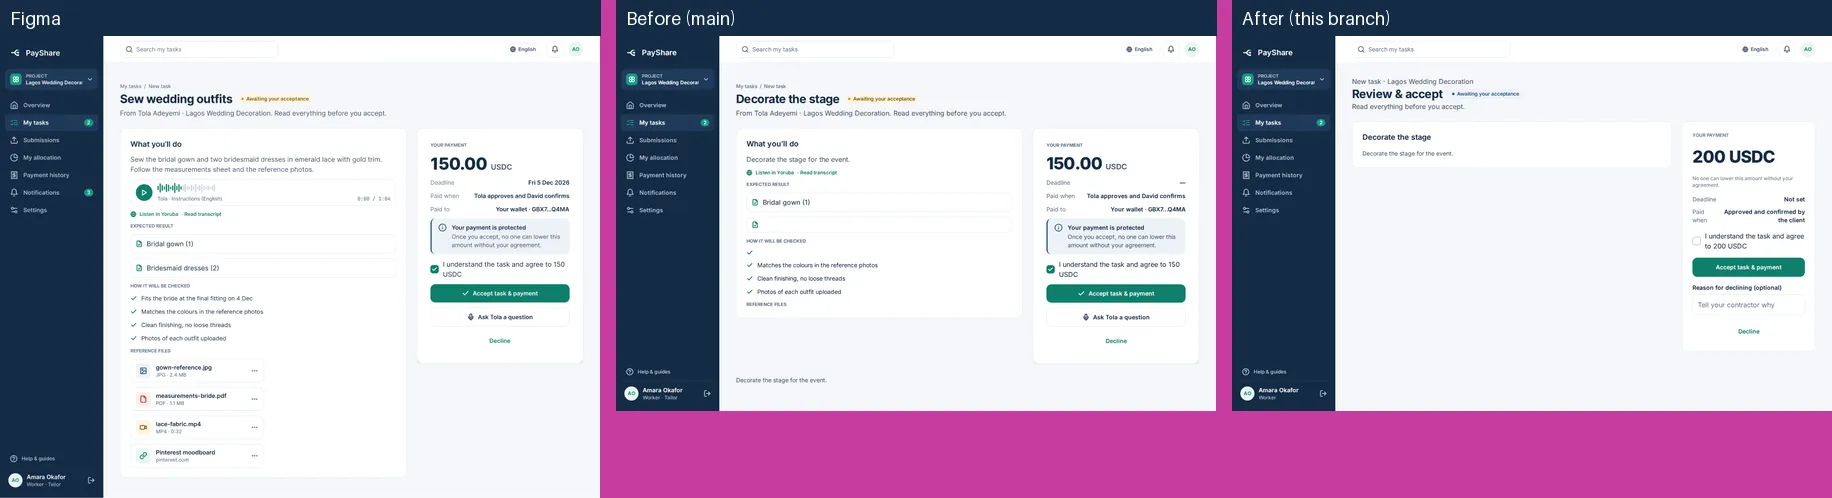 Figma
PayShare
PROJECT
Lagos Wedding Decorat
Overview
My tasks
2
Submissions
My allocation
Payment history
Notifications
3
Settings
Help & guides
AO
Amara Okafor
Worker · Tailor
Search my tasks
English
AO
My tasks / New task
Sew wedding outfits
Awaiting your acceptance
From Tola Adeyemi · Lagos Wedding Decoration. Read everything before you accept.
What you'll do
Sew the bridal gown and two bridesmaid dresses in emerald lace with gold trim.
Follow the measurements sheet and the reference photos.
Tola · Instructions (English)
0:00 / 1:04
Listen in Yoruba · Read transcript
EXPECTED RESULT
Bridal gown (1)
Bridesmaid dresses (2)
HOW IT WILL BE CHECKED
Fits the bride at the final fitting on 4 Dec
Matches the colours in the reference photos
Clean finishing, no loose threads
Photos of each outfit uploaded
REFERENCE FILES
gown-reference.jpg
JPG · 2.4 MB
measurements-bride.pdf
PDF · 1.1 MB
lace-fabric.mp4
MP4 · 0:22
Pinterest moodboard
pinterest.com
YOUR PAYMENT
150.00 USDC
Deadline
Fri 5 Dec 2026
Paid when
Tola approves and David confirms
Paid to
Your wallet · GBX7...Q4MA
Your payment is protected
Once you accept, no one can lower this
amount without your agreement.
I understand the task and agree to 150
USDC
Accept task & payment
Ask Tola a question
Decline
Before (main)
PayShare
PROJECT
Lagos Wedding Decorat
Overview
My tasks
2
Submissions
My allocation
Payment history
Notifications
Settings
Help & guides
AO
Amara Okafor
Worker · Tailor
Search my tasks
English
AO
My tasks / New task
Decorate the stage
Awaiting your acceptance
From Tola Adeyemi · Lagos Wedding Decoration. Read everything before you accept.
What you'll do
Decorate the stage for the event.
Listen in Yoruba · Read transcript
EXPECTED RESULT
Bridal gown (1)
HOW IT WILL BE CHECKED
Matches the colours in the reference photos
Clean finishing, no loose threads
Photos of each outfit uploaded
REFERENCE FILES
Decorate the stage for the event.
YOUR PAYMENT
150.00 USDC
Deadline
—
Paid when
Tola approves and David confirms
Paid to
Your wallet · GBX7...Q4MA
Your payment is protected
Once you accept, no one can lower this
amount without your agreement.
I understand the task and agree to 150
USDC
Accept task & payment
Ask Tola a question
Decline
After (this branch)
PayShare
PROJECT
Lagos Wedding Decorat
Overview
My tasks
2
Submissions
My allocation
Payment history
Notifications
Settings
Help & guides
AO
Amara Okafor
Worker · Tailor
Search my tasks
English
AO
New task · Lagos Wedding Decoration
Review & accept
Awaiting your acceptance
Read everything before you accept.
Decorate the stage
Decorate the stage for the event.
YOUR PAYMENT
200 USDC
No one can lower this amount without your
agreement.
Deadline
Not set
Paid
when
Approved and confirmed by
the client
I understand the task and agree
to 200 USDC
Accept task & payment
Reason for declining (optional)
Tell your contractor why
Decline